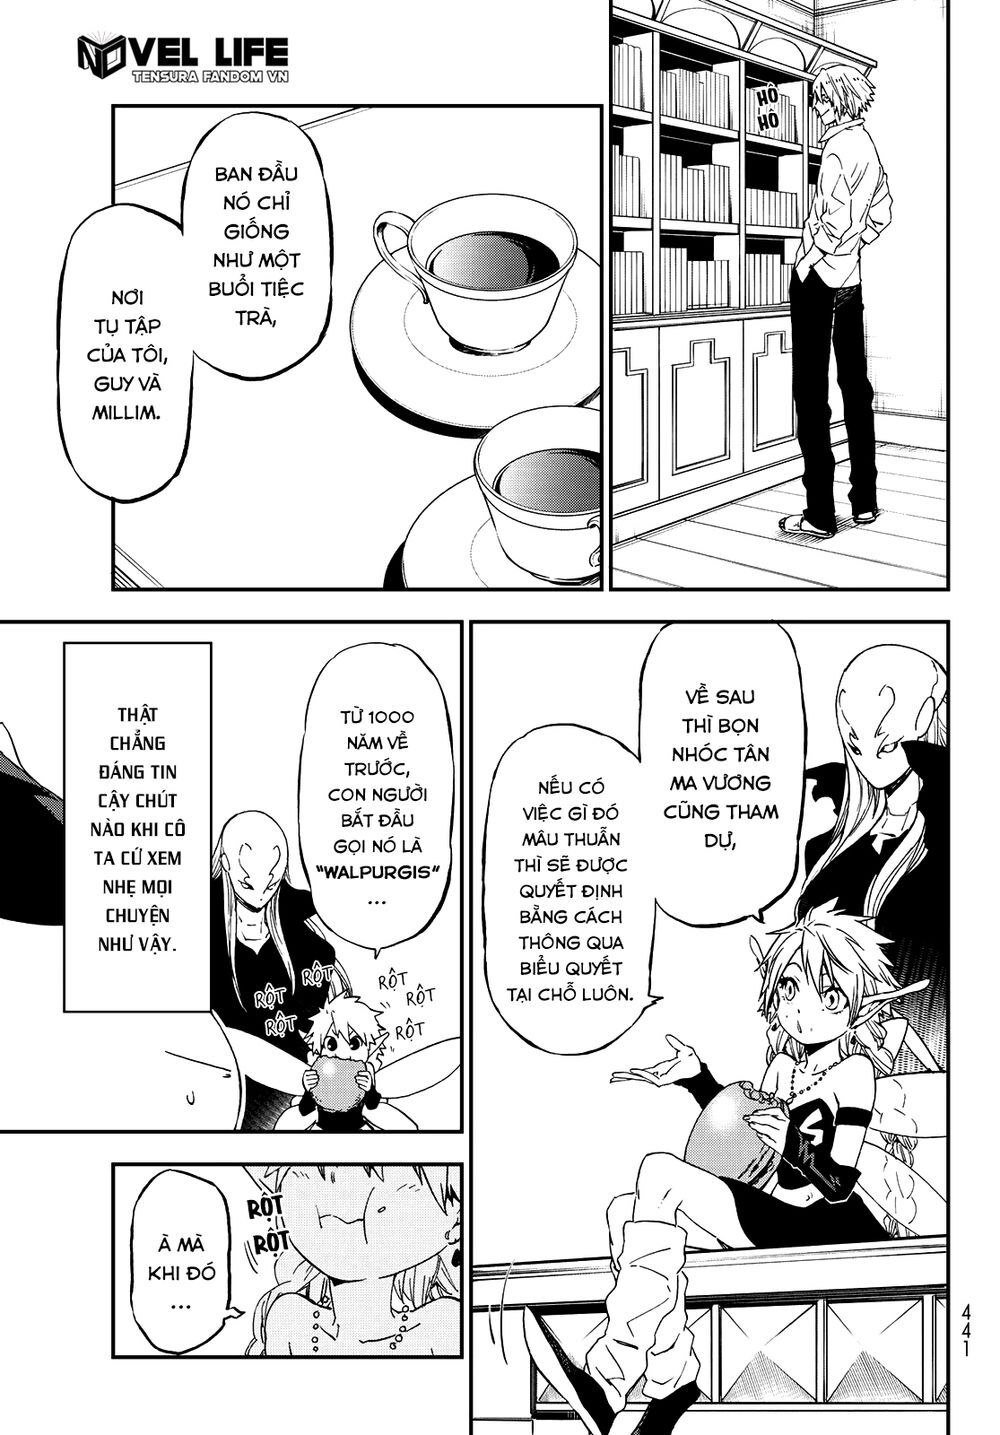 NOVEL LIFE
TENSURA FANDOM VN
HÔ
HÔ
BAN ĐẦU
NÓ CHỈ
GIỐNG
NHƯ MỘT
BUỔI TIỆC
TRÀ,
NƠI
TỤ TẬP
CỦA TÔI,
GUY VÀ
MILLIM.
VỀ SAU
THÌ BỌN
NHÓC TÂN
MA VƯƠNG
CŨNG THAM
DỰ,
NẾU CÓ
VIỆC GÌ ĐÓ
MÂU THUẪN
THÌ SẼ ĐƯỢC
QUYẾT ĐỊNH
BẰNG CÁCH
THÔNG QUA
BIỂU QUYẾT
TẠI CHỖ LUÔN.
TỪ 1000
NĂM VỀ
TRƯỚC,
CON NGƯỜI
BẮT ĐẦU
GỌI NÓ LÀ
"WALPURGIS"
...
THẬT
CHẲNG
ĐÁNG TIN
CẬY CHÚT
NÀO KHI CÔ
TA CỨ XEM
NHẸ MỌI
CHUYỆN
NHƯ VẬY.
RỘT
RỘT
RỘT
RỘT
RỘT
RỘT
RỘT
À MÀ
KHI ĐÓ
...
441